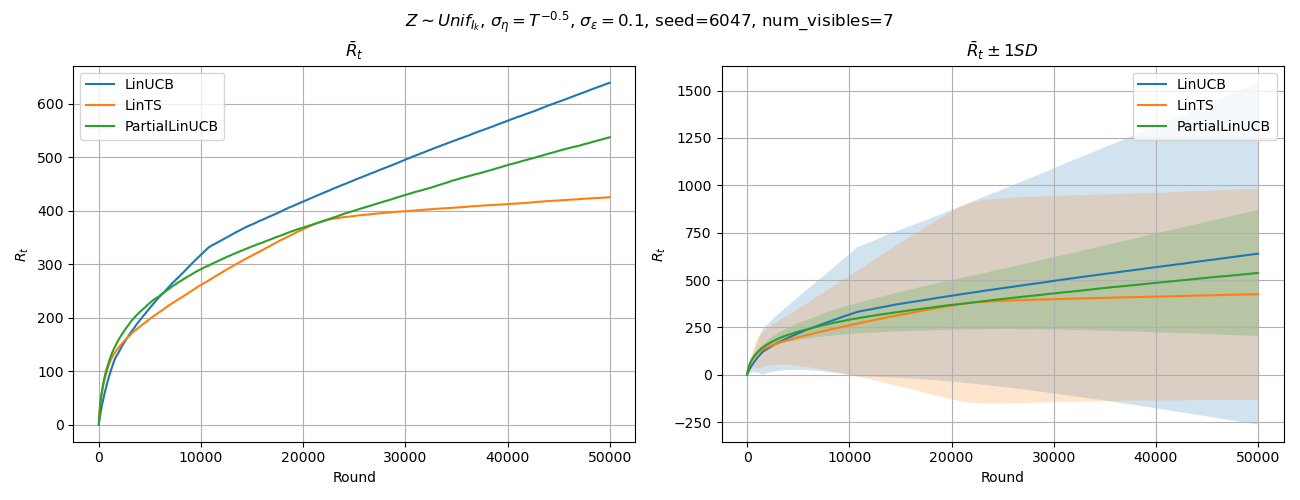 Z ∼ Unif_{I_k}, σ_η = T^{−0.5}, σ_ε = 0.1, seed=6047, num_visibles=7
R̄_t
LinUCB
LinTS
PartialLinUCB
600
500
400
300
200
100
0
R_t
0 10000 20000 30000 40000 50000
Round
R̄_t ± 1SD
LinUCB
LinTS
PartialLinUCB
1500
1250
1000
750
500
250
0
−250
R_t
0 10000 20000 30000 40000 50000
Round